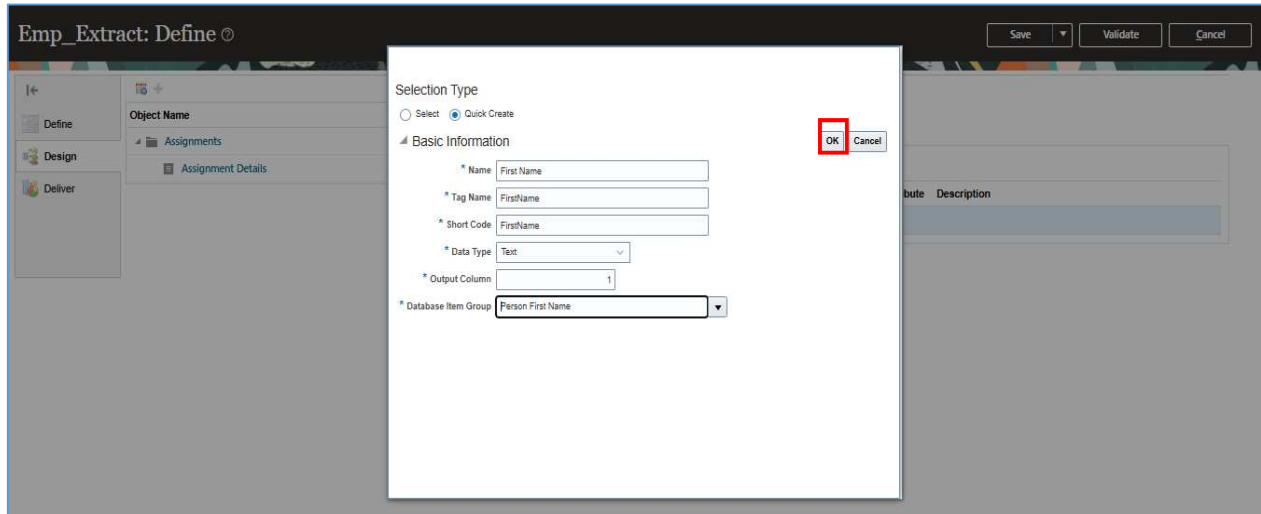 Emp_Extract: Define
Save
Validate
Cancel
Define
Design
Deliver
Object Name
Assignments
Assignment Details
Selection Type
Select Quick Create
Basic Information
OK Cancel
* Name First Name
* Tag Name FirstName
* Short Code FirstName
* Data Type Text
* Output Column 1
* Database Item Group Person First Name
bute Description